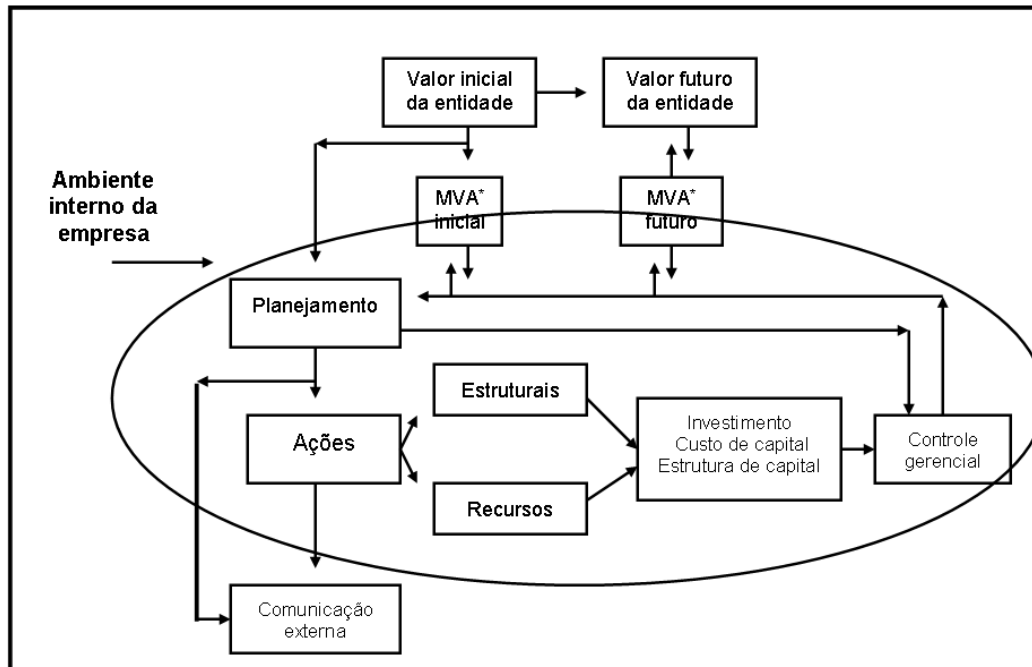 Valor inicial
da entidade
Valor futuro
da entidade
Ambiente
interno da
empresa
MVA*
inicial
MVA*
futuro
Planejamento
Estruturais
Ações
Investimento
Custo de capital
Estrutura de capital
Controle
gerencial
Recursos
Comunicação
externa